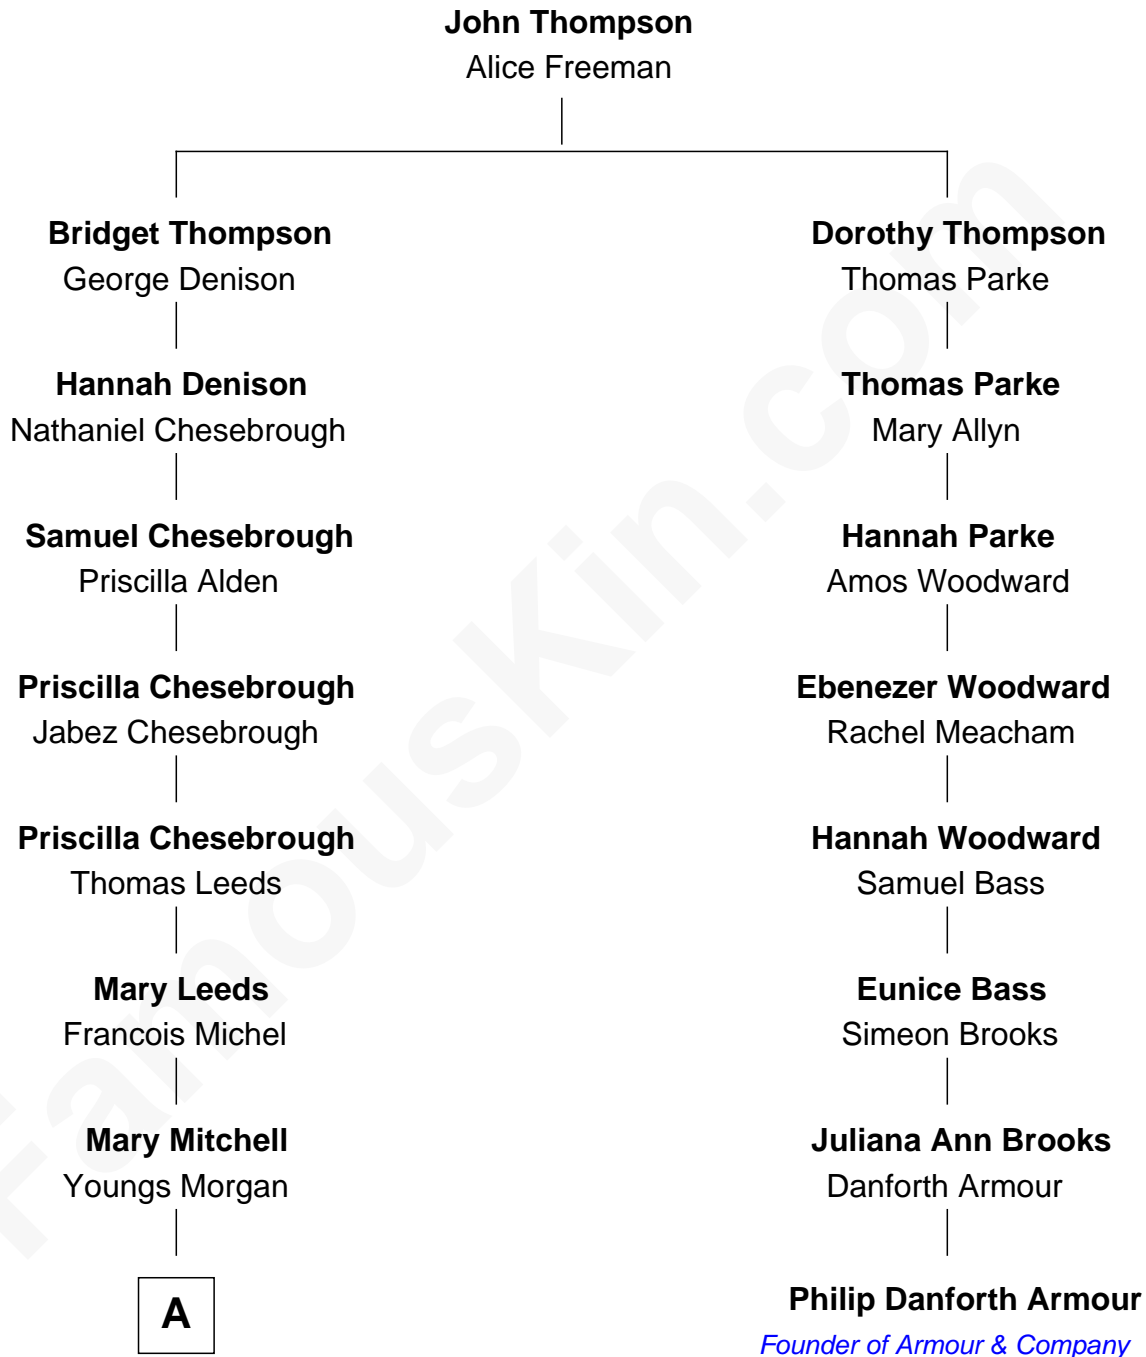 John Thompson
Alice Freeman
Bridget Thompson
George Denison
Dorothy Thompson
Thomas Parke
Hannah Denison
Nathaniel Chesebrough
Thomas Parke
Mary Allyn
Samuel Chesebrough
Priscilla Alden
Hannah Parke
Amos Woodward
Priscilla Chesebrough
Jabez Chesebrough
Ebenezer Woodward
Rachel Meacham
Priscilla Chesebrough
Thomas Leeds
Hannah Woodward
Samuel Bass
Mary Leeds
Francois Michel
Eunice Bass
Simeon Brooks
Mary Mitchell
Youngs Morgan
Juliana Ann Brooks
Danforth Armour
A
Philip Danforth Armour
Founder of Armour & Company
FamousKin.com